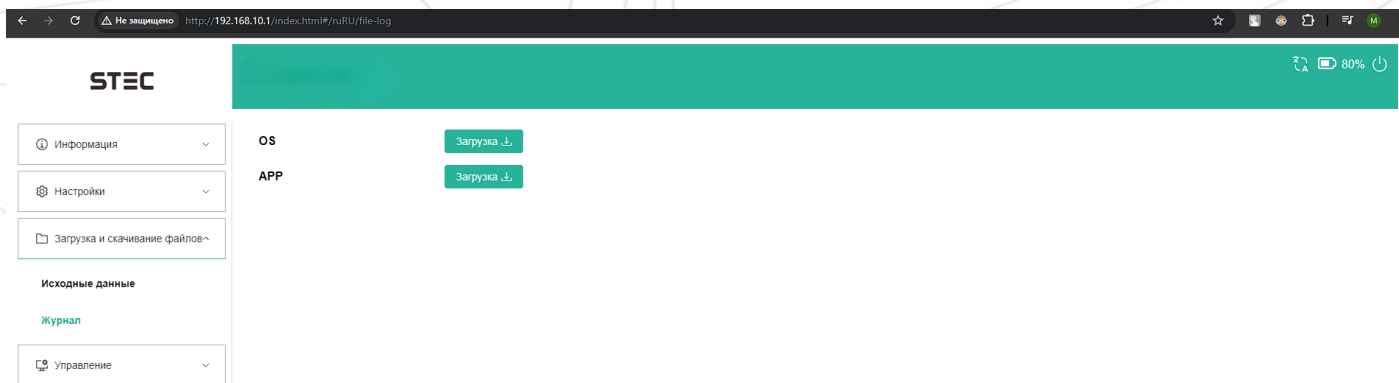 Не защищено http://192.168.10.1/index.html#/ruRU/file-log
M
STEC
80%
Информация
OS
Загрузка
APP
Загрузка
Настройки
Загрузка и скачивание файлов
Исходные данные
Журнал
Управление